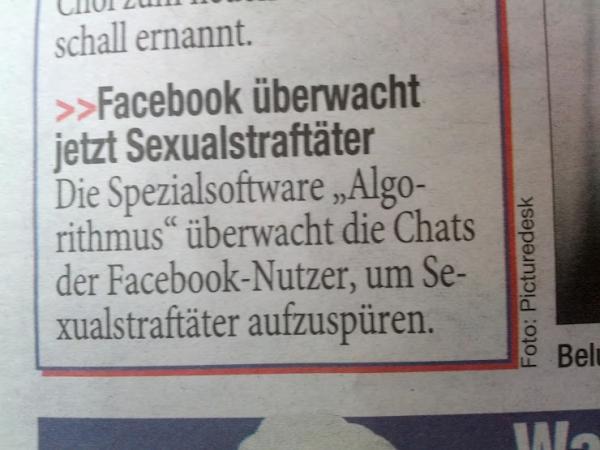 schall ernannt.
>>Facebook überwacht
jetzt Sexualstraftäter
Die Spezialsoftware „Algo-
rithmus“ überwacht die Chats
der Facebook-Nutzer, um Se-
xualstraftäter aufzuspüren.
Foto: Picturedesk